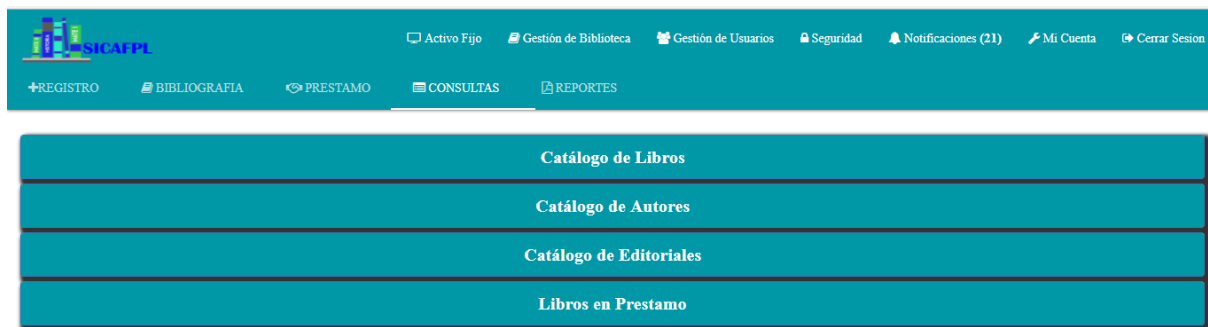 SICAFPL
Activo Fijo Gestión de Biblioteca Gestión de Usuarios Seguridad Notificaciones (21) Mi Cuenta Cerrar Sesion
REGISTRO BIBLIOGRAFIA PRESTAMO CONSULTAS REPORTES
Catálogo de Libros
Catálogo de Autores
Catálogo de Editoriales
Libros en Prestamo